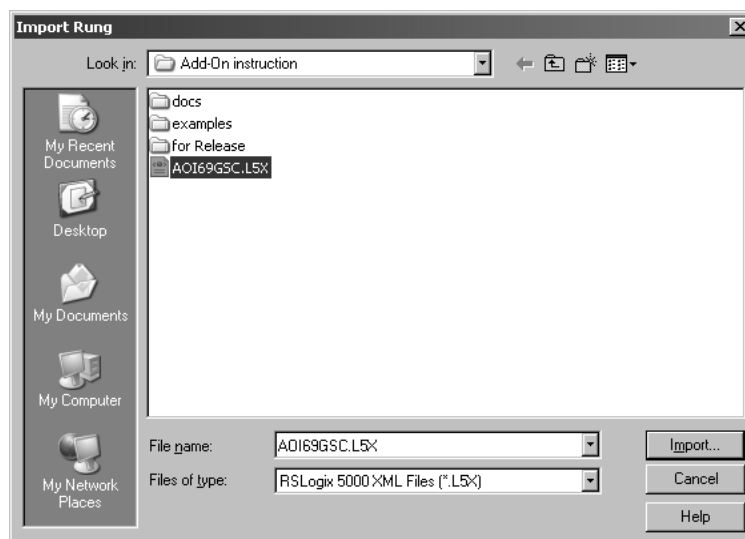 Import Rung
Look in:
Add-On instruction
My Recent
Documents
Desktop
My Documents
My Computer
My Network
Places
docs
examples
for Release
AOI69GSC.L5X
File name:
AOI69GSC.L5X
Import...
Files of type:
RSLogix 5000 XML Files (*.L5X)
Cancel
Help